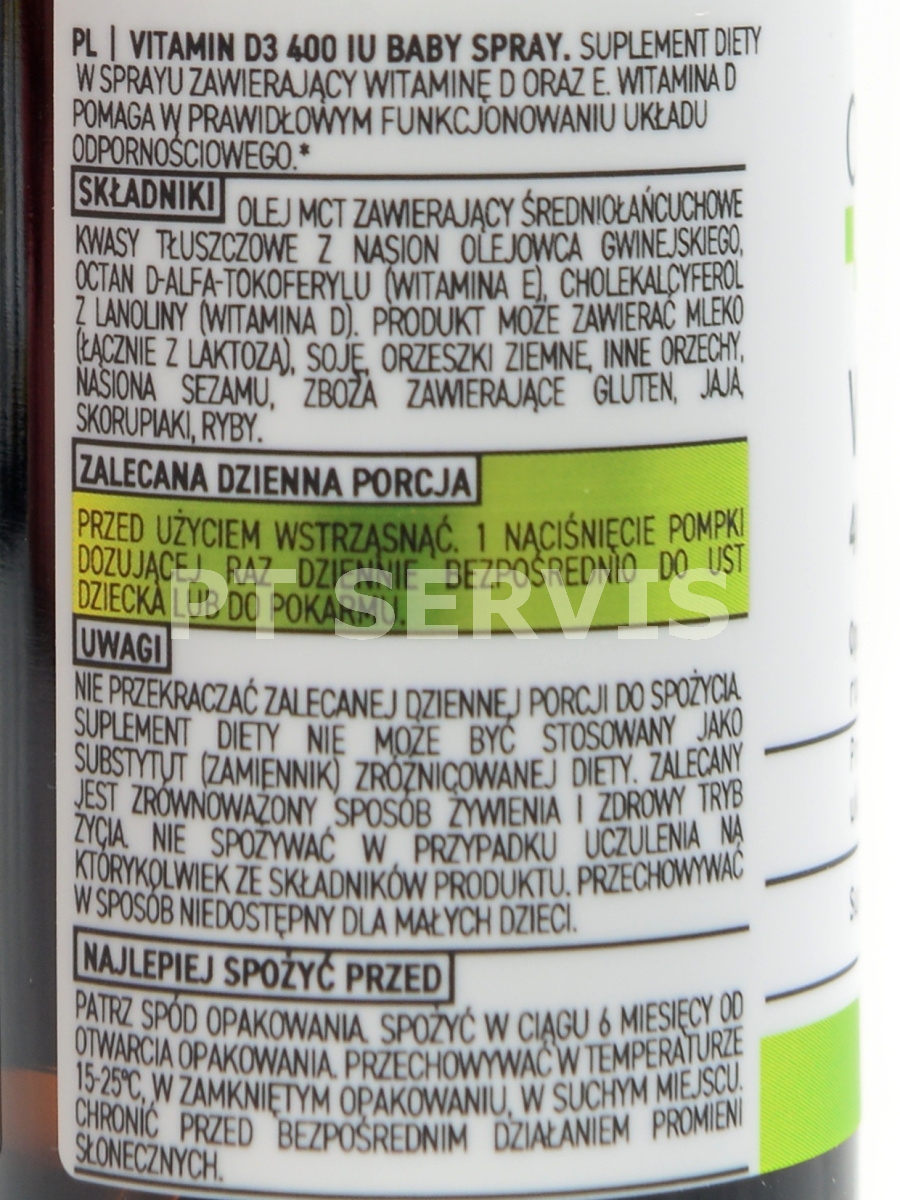 PL | VITAMIN D3 400 IU BABY SPRAY. SUPLEMENT DIETY
W SPRAYU ZAWIERAJĄCY WITAMINĘ D ORAZ E. WITAMINA D
POMAGA W PRAWIDŁOWYM FUNKCJONOWANIU UKŁADU
ODPORNOŚCIOWEGO.*
SKŁADNIKI OLEJ MCT ZAWIERAJĄCY ŚREDNIOŁAŃCUCHOWE
KWASY TŁUSZCZOWE Z NASION OLEJOWCA GWINEJSKIEGO,
OCTAN D-ALFA-TOKOFERYLU (WITAMINA E), CHOLEKALCYFEROL
Z LANOLINY (WITAMINA D). PRODUKT MOŻE ZAWIERAĆ MLEKO
(ŁĄCZNIE Z LAKTOZĄ), SOJĘ, ORZESZKI ZIEMNE, INNE ORZECHY,
NASIONA SEZAMU, ZBOŻA ZAWIERAJĄCE GLUTEN, JAJA,
SKORUPIAKI, RYBY.
ZALECANA DZIENNA PORCJA
PRZED UŻYCIEM WSTRZĄSNĄĆ. 1 NACIŚNIĘCIE POMPKI
DOZUJĄCEJ RAZ DZIENNIE BEZPOŚREDNIO DO UST
DZIECKA LUB DO POKARMU.
PT SERVIS
UWAGI
NIE PRZEKRACZAĆ ZALECANEJ DZIENNEJ PORCJI DO SPOŻYCIA.
SUPLEMENT DIETY NIE MOŻE BYĆ STOSOWANY JAKO
SUBSTYTUT (ZAMIENNIK) ZRÓŻNICOWANEJ DIETY. ZALECANY
JEST ZRÓWNOWAŻONY SPOSÓB ŻYWIENIA I ZDROWY TRYB
ŻYCIA. NIE SPOŻYWAĆ W PRZYPADKU UCZULENIA NA
KTÓRYKOLWIEK ZE SKŁADNIKÓW PRODUKTU. PRZECHOWYWAĆ
W SPOSÓB NIEDOSTĘPNY DLA MAŁYCH DZIECI.
NAJLEPIEJ SPOŻYĆ PRZED
PATRZ SPÓD OPAKOWANIA. SPOŻYĆ W CIĄGU 6 MIESIĘCY OD
OTWARCIA OPAKOWANIA. PRZECHOWYWAĆ W TEMPERATURZE
15-25°C, W ZAMKNIĘTYM OPAKOWANIU, W SUCHYM MIEJSCU.
CHRONIĆ PRZED BEZPOŚREDNIM DZIAŁANIEM PROMIENI
SŁONECZNYCH.